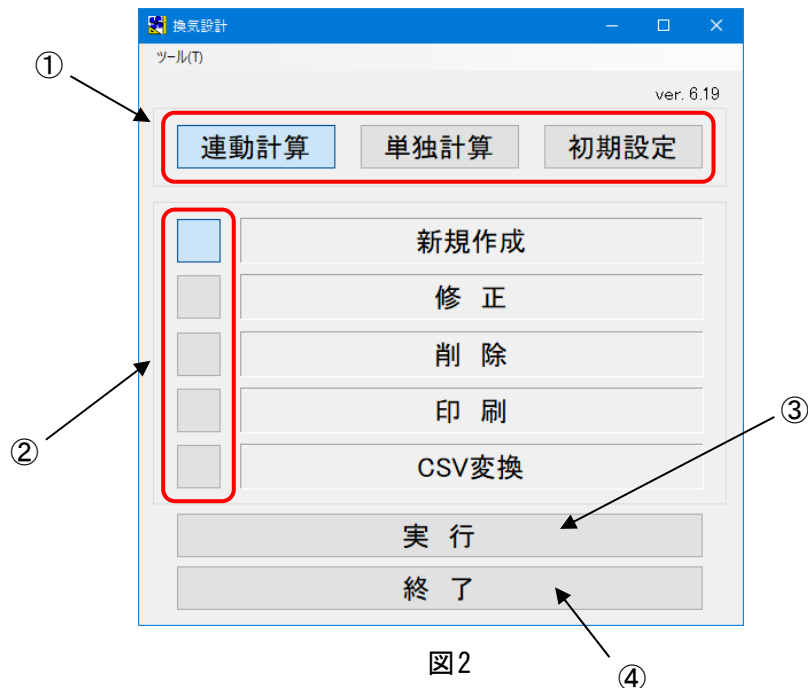 換気設計
ツール(T)
①
ver. 6.19
連動計算 単独計算 初期設定
新規作成
修 正
削 除
印 刷
③
②
CSV変換
実 行
終 了
図2
④